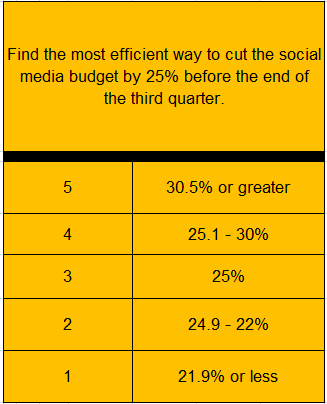 Find the most efficient way to cut the social
media budget by 25% before the end of
the third quarter.
5 30.5% or greater
4 25.1 - 30%
3 25%
2 24.9 - 22%
1 21.9% or less